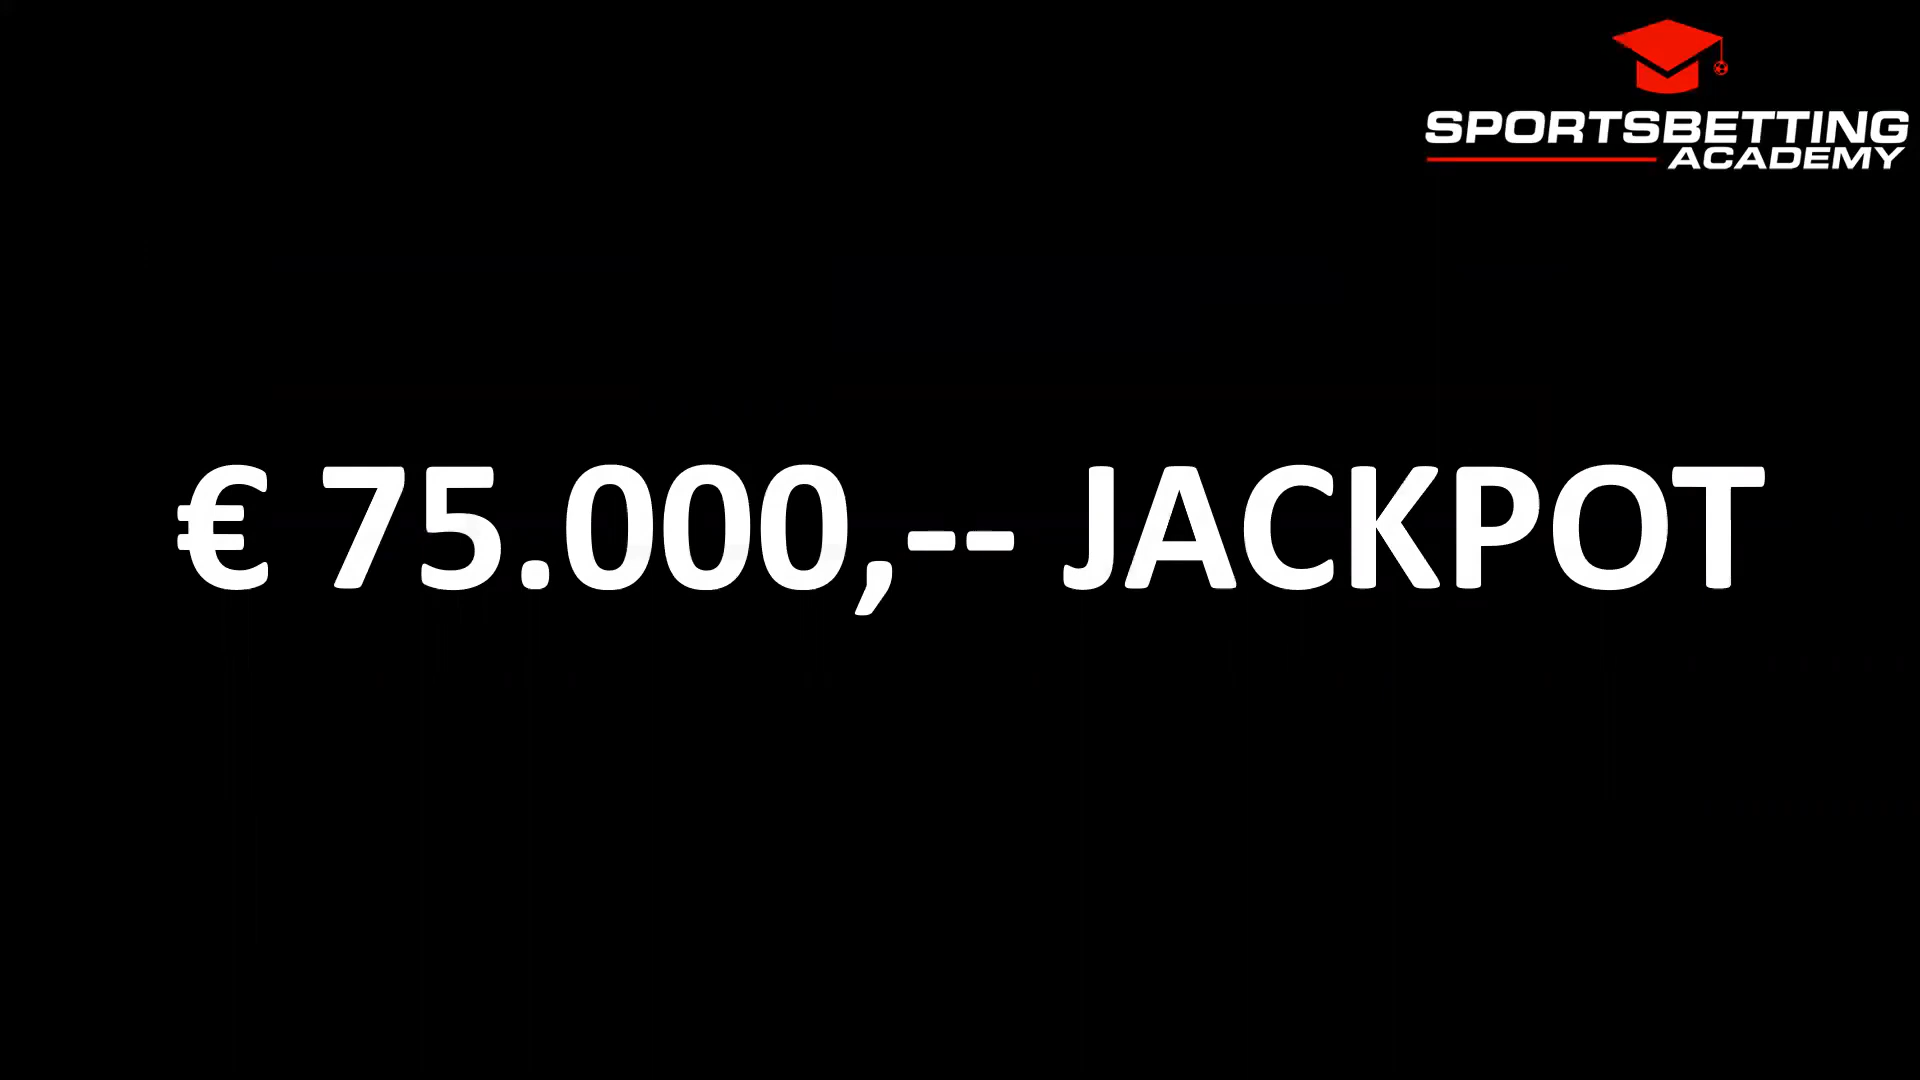 SPORTSBETTING
ACADEMY
€ 75.000,-- JACKPOT